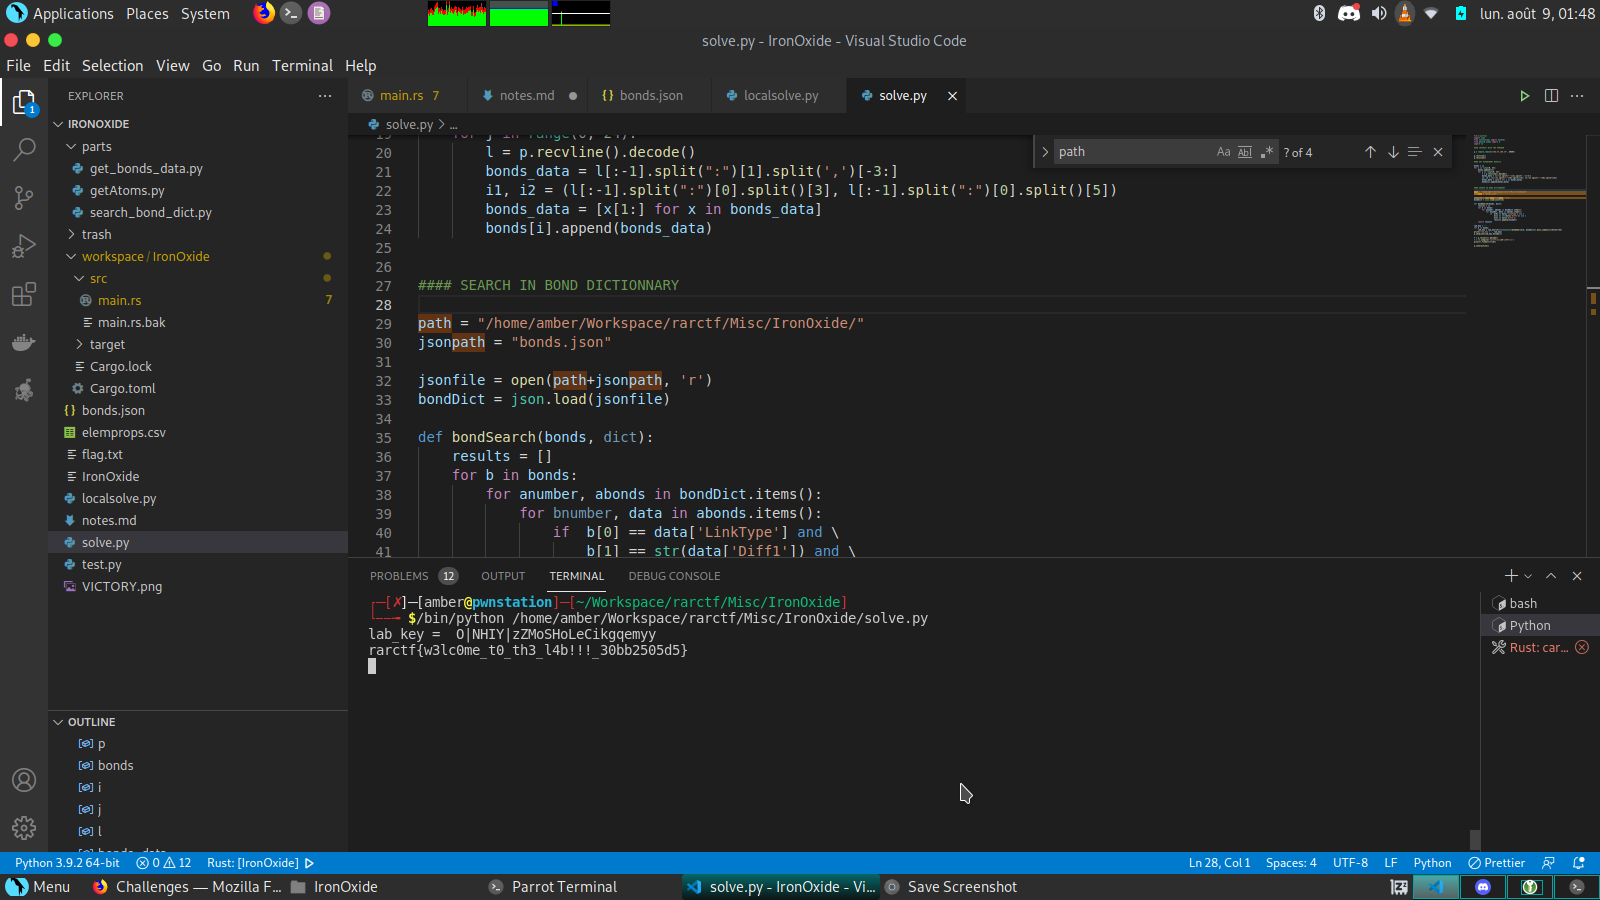 Applications Places System
lun. août 9, 01:48
solve.py - IronOxide - Visual Studio Code
File Edit Selection View Go Run Terminal Help
EXPLORER
IRONOXIDE
parts
get_bonds_data.py
getAtoms.py
search_bond_dict.py
trash
workspace / IronOxide
src
main.rs 7
main.rs.bak
target
Cargo.lock
Cargo.toml
bonds.json
elemprops.csv
flag.txt
IronOxide
localsolve.py
notes.md
solve.py
test.py
VICTORY.png
OUTLINE
p
bonds
i
j
l
main.rs 7 notes.md bonds.json localsolve.py solve.py
solve.py > ...
path Aa Abl .* ? of 4
20 l = p.recvline().decode()
21 bonds_data = l[:-1].split(":")[1].split(',')[-3:]
22 i1, i2 = (l[:-1].split(":")[0].split()[3], l[:-1].split(":")[0].split()[5])
23 bonds_data = [x[1:] for x in bonds_data]
24 bonds[i].append(bonds_data)
25
26
27 #### SEARCH IN BOND DICTIONNARY
28
29 path = "/home/amber/Workspace/rarctf/Misc/IronOxide/"
30 jsonpath = "bonds.json"
31
32 jsonfile = open(path+jsonpath, 'r')
33 bondDict = json.load(jsonfile)
34
35 def bondSearch(bonds, dict):
36 results = []
37 for b in bonds:
38 for anumber, abonds in bondDict.items():
39 for bnumber, data in abonds.items():
40 if b[0] == data['LinkType'] and \
41 b[1] == str(data['Diff1']) and \
PROBLEMS 12 OUTPUT TERMINAL DEBUG CONSOLE
┌─[✗]─[amber@pwnstation]─[~/Workspace/rarctf/Misc/IronOxide]
└──╼ $/bin/python /home/amber/Workspace/rarctf/Misc/IronOxide/solve.py
lab_key =  O|NHIY|zZMoSHoLeCikgqemyy
rarctf{w3lc0me_t0_th3_l4b!!!_30bb2505d5}
bash
Python
Rust: car...
Python 3.9.2 64-bit 0 12 Rust: [IronOxide] Ln 28, Col 1 Spaces: 4 UTF-8 LF Python Prettier
Menu Challenges — Mozilla F... IronOxide Parrot Terminal solve.py - IronOxide - Vi... Save Screenshot